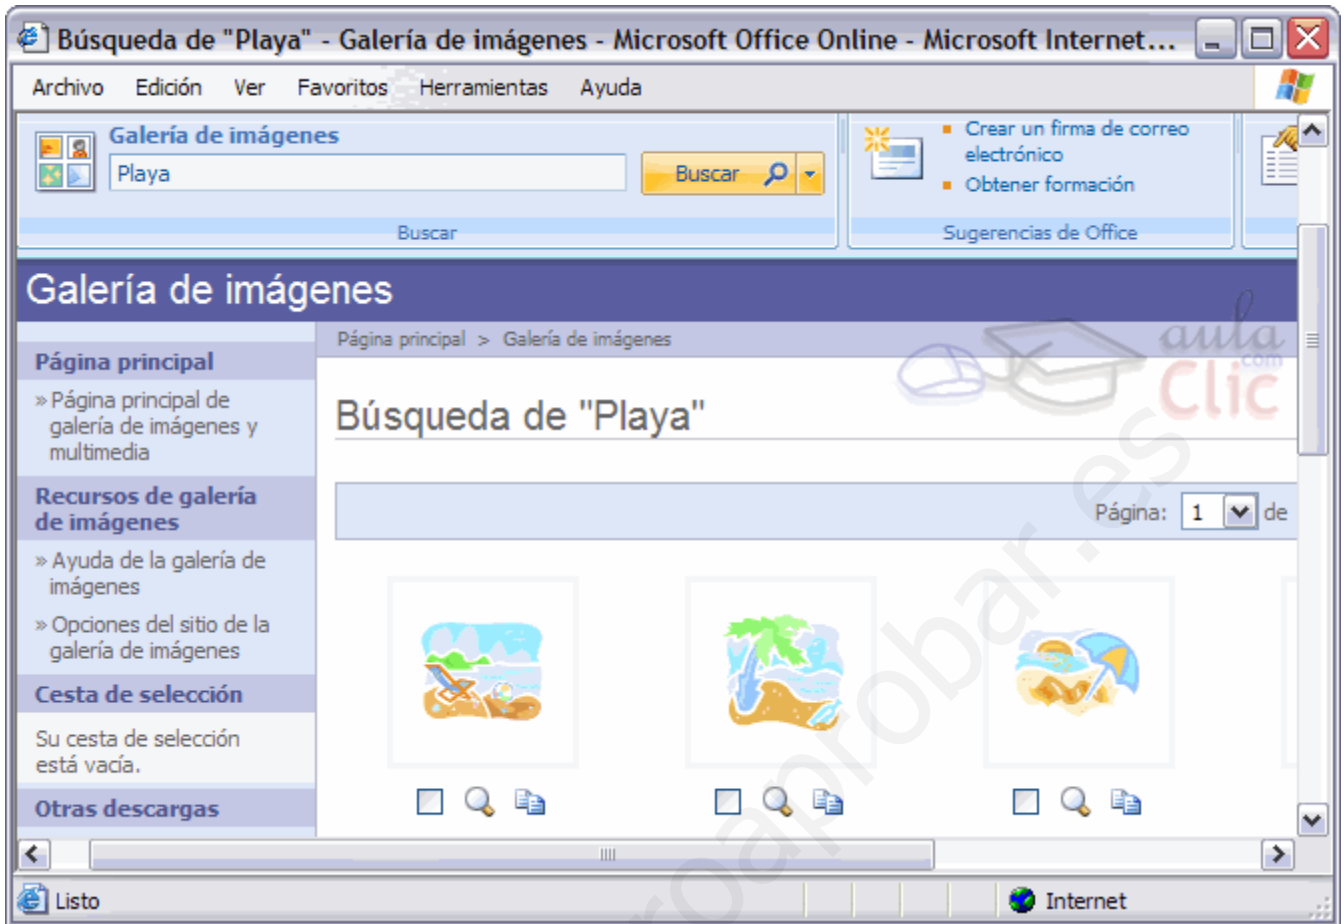 Búsqueda de "Playa" - Galería de imágenes - Microsoft Office Online - Microsoft Internet...
Archivo Edición Ver Favoritos Herramientas Ayuda
Galería de imágenes
Playa
Buscar
Buscar
Crear un firma de correo
electrónico
Obtener formación
Sugerencias de Office
Galería de imágenes
Página principal
» Página principal de
galería de imágenes y
multimedia
Recursos de galería
de imágenes
» Ayuda de la galería de
imágenes
» Opciones del sitio de la
galería de imágenes
Cesta de selección
Su cesta de selección
está vacía.
Otras descargas
Página principal > Galería de imágenes
aula
.com
Clic
Búsqueda de "Playa"
Página: 1 de
Listo
Internet
roaprobar.es